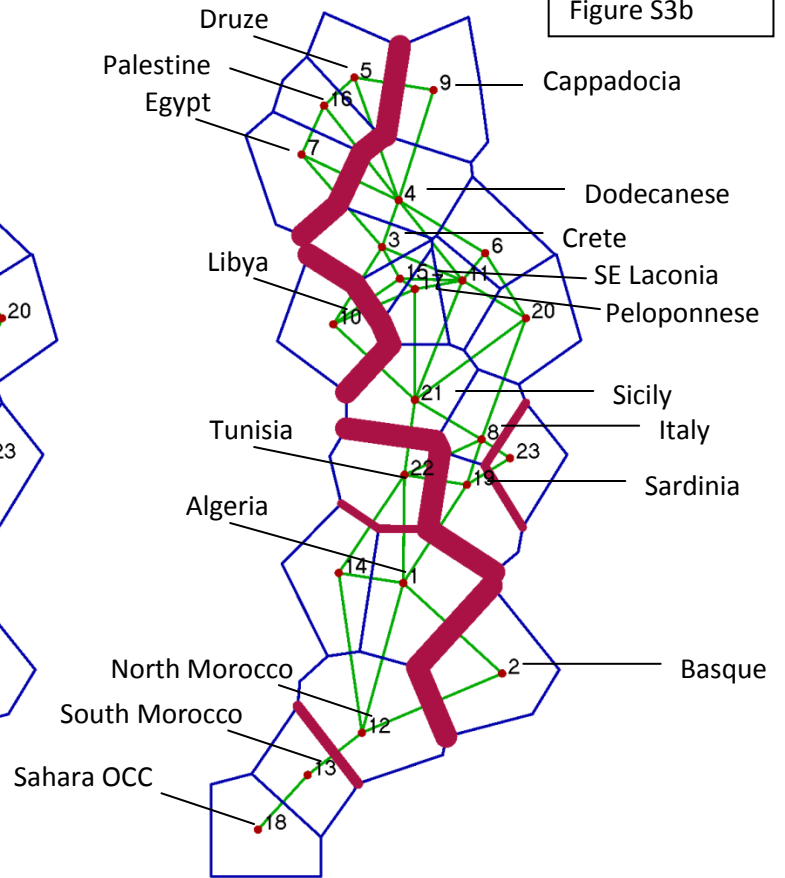 Figure S3b
Druze
5
9
Cappadocia
Palestine
16
Egypt
7
4
Dodecanese
3
Crete
6
Libya
15
11
SE Laconia
17
Peloponnese
10
20
20
21
Sicily
Tunisia
8
Italy
23
23
22
19
Sardinia
Algeria
14
1
North Morocco
2
Basque
South Morocco
12
13
Sahara OCC
18